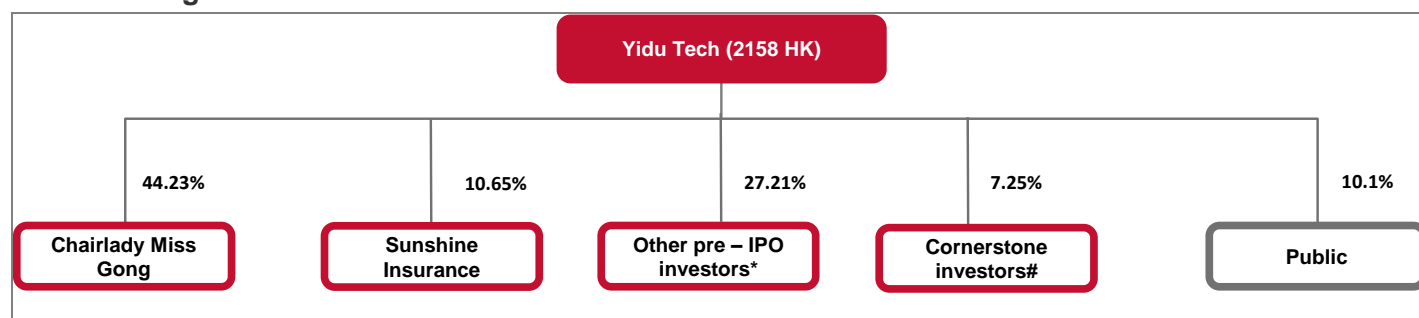 Yidu Tech (2158 HK)
44.23%
10.65%
27.21%
7.25%
10.1%
Chairlady Miss
Gong
Sunshine
Insurance
Other pre – IPO
investors*
Cornerstone
investors#
Public